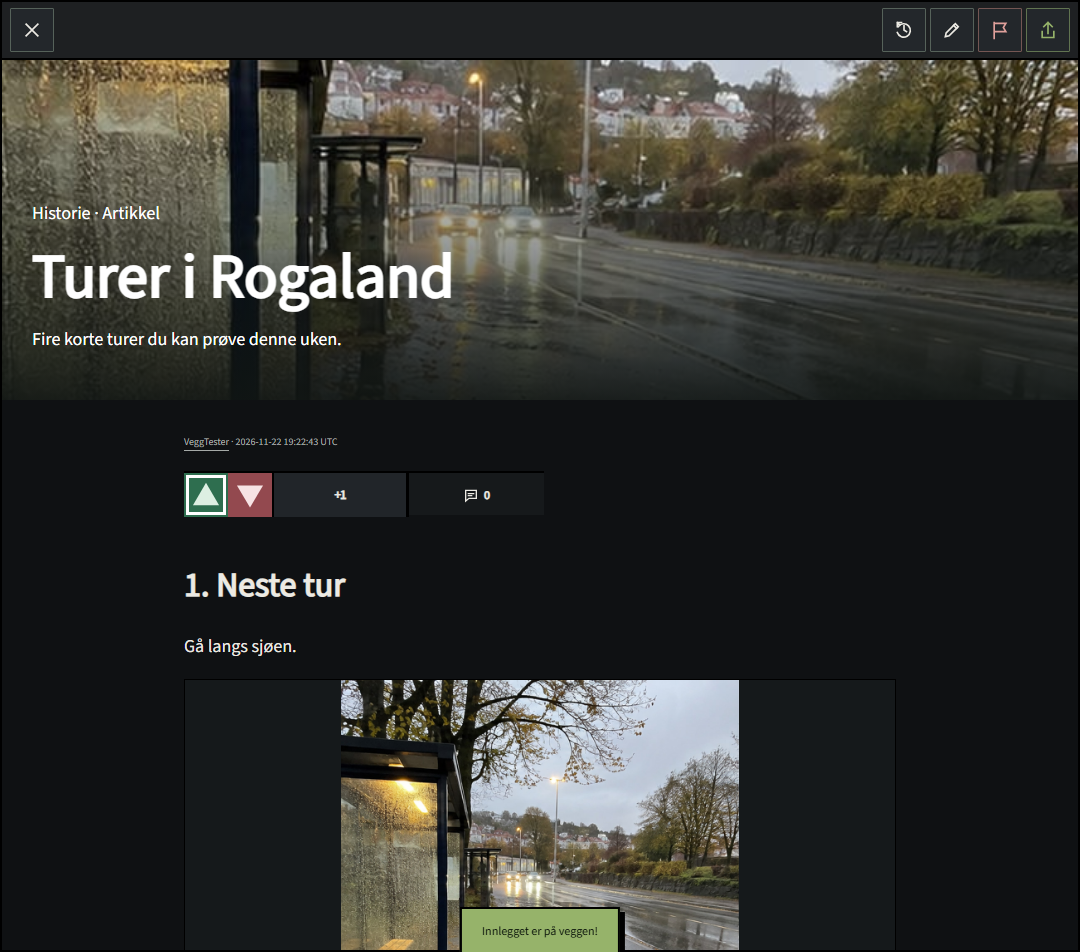 Historie · Artikkel
Turer i Rogaland
Fire korte turer du kan prøve denne uken.
VeggTester · 2026-11-22 19:22:43 UTC
+1
0
1. Neste tur
Gå langs sjøen.
Innlegget er på veggen!